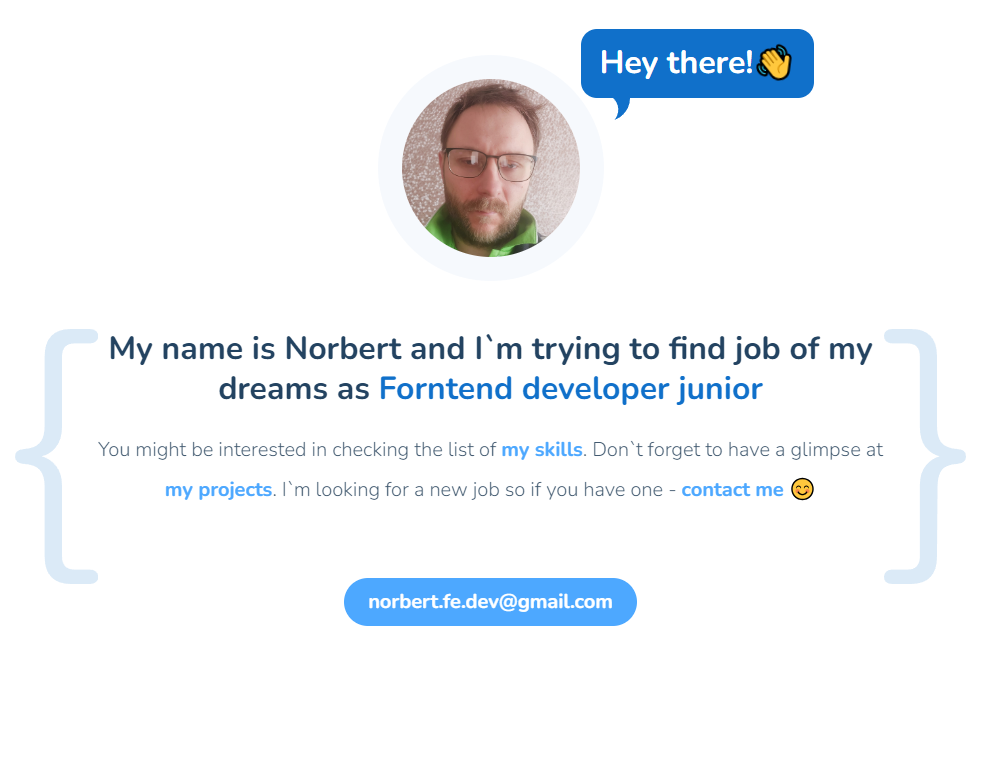 Hey there!👋
My name is Norbert and I`m trying to find job of my
dreams as Forntend developer junior
You might be interested in checking the list of my skills. Don`t forget to have a glimpse at
my projects. I`m looking for a new job so if you have one - contact me 😊
norbert.fe.dev@gmail.com